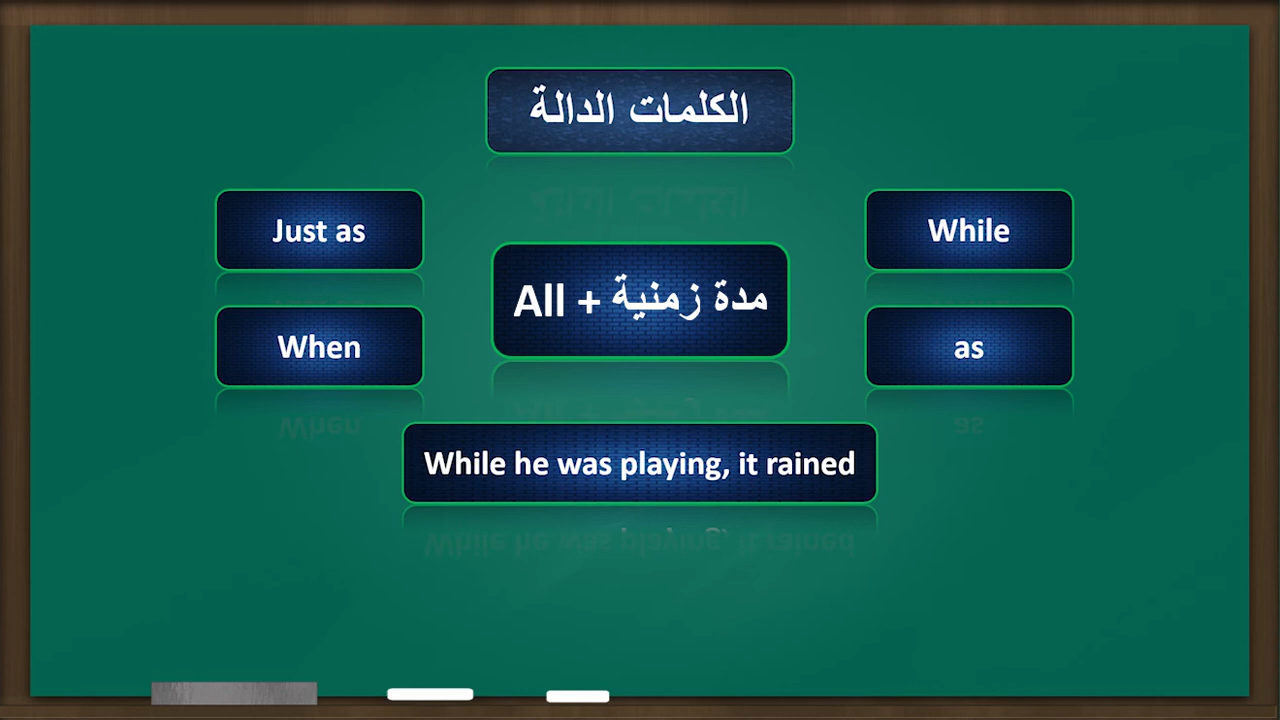 الكلمات الدالة
Just as
While
All + مدة زمنية
When
as
While he was playing, it rained